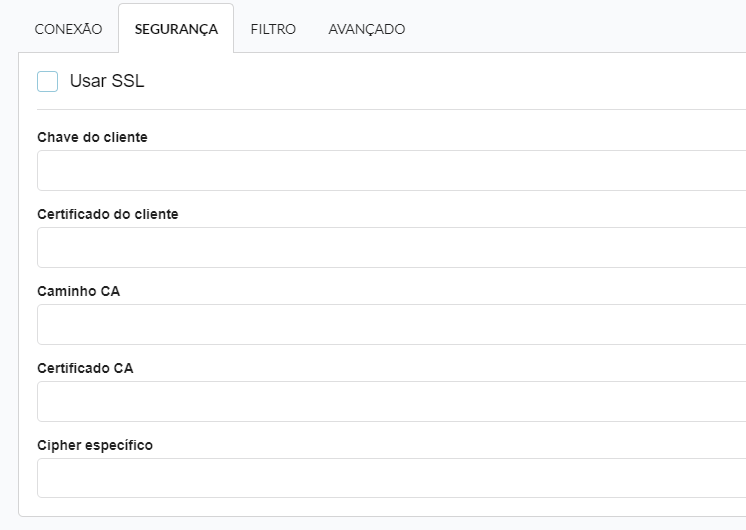 CONEXÃO SEGURANÇA FILTRO AVANÇADO
Usar SSL
Chave do cliente
Certificado do cliente
Caminho CA
Certificado CA
Cipher específico